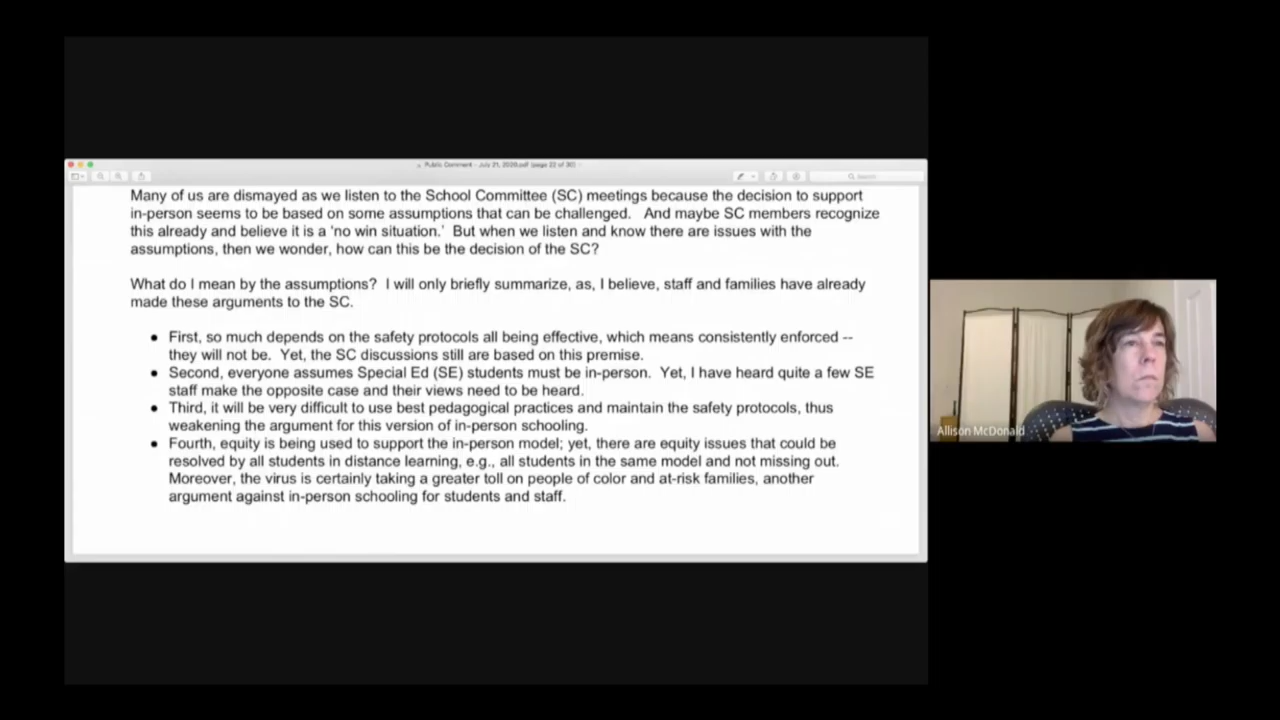 Public Comment - July 21, 2020.pdf (page 22 of 30)
Search
Many of us are dismayed as we listen to the School Committee (SC) meetings because the decision to support
in-person seems to be based on some assumptions that can be challenged.   And maybe SC members recognize
this already and believe it is a 'no win situation.'  But when we listen and know there are issues with the
assumptions, then we wonder, how can this be the decision of the SC?
What do I mean by the assumptions?  I will only briefly summarize, as, I believe, staff and families have already
made these arguments to the SC.
● First, so much depends on the safety protocols all being effective, which means consistently enforced --
they will not be.  Yet, the SC discussions still are based on this premise.
● Second, everyone assumes Special Ed (SE) students must be in-person.  Yet, I have heard quite a few SE
staff make the opposite case and their views need to be heard.
● Third, it will be very difficult to use best pedagogical practices and maintain the safety protocols, thus
weakening the argument for this version of in-person schooling.
● Fourth, equity is being used to support the in-person model; yet, there are equity issues that could be
resolved by all students in distance learning, e.g., all students in the same model and not missing out.
Moreover, the virus is certainly taking a greater toll on people of color and at-risk families, another
argument against in-person schooling for students and staff.
Allison McDonald